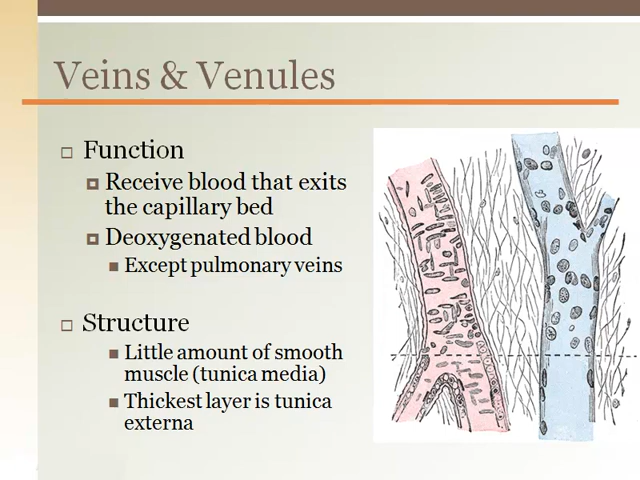 Veins & Venules
Function
Receive blood that exits
the capillary bed
Deoxygenated blood
Except pulmonary veins
Structure
Little amount of smooth
muscle (tunica media)
Thickest layer is tunica
externa